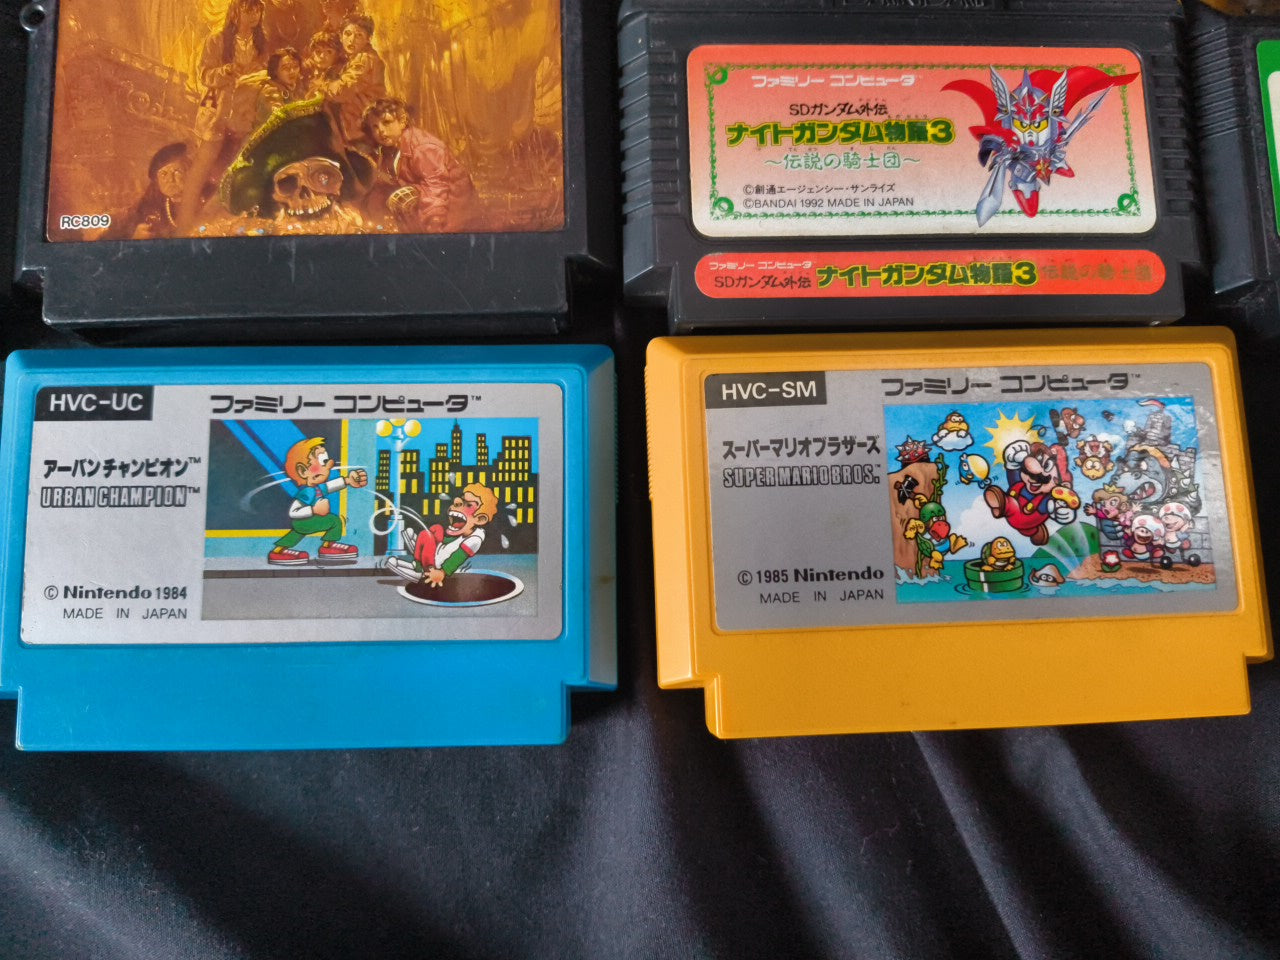 RC809
ファミリー コンピュータ
SDガンダム外伝
ナイトガンダム物語3
でんせつ きしだん
～伝説の騎士団～
©創通エージェンシー・サンライズ
©BANDAI 1992 MADE IN JAPAN
ファミリー コンピュータ
SDガンダム外伝 ナイトガンダム物語3 伝説の騎士団
HVC-UC
ファミリー コンピュータ™
アーバンチャンピオン™
URBAN CHAMPION™
© Nintendo 1984
MADE IN JAPAN
HVC-SM
ファミリー コンピュータ™
スーパーマリオブラザーズ
SUPER MARIO BROS.™
© 1985 Nintendo
MADE IN JAPAN